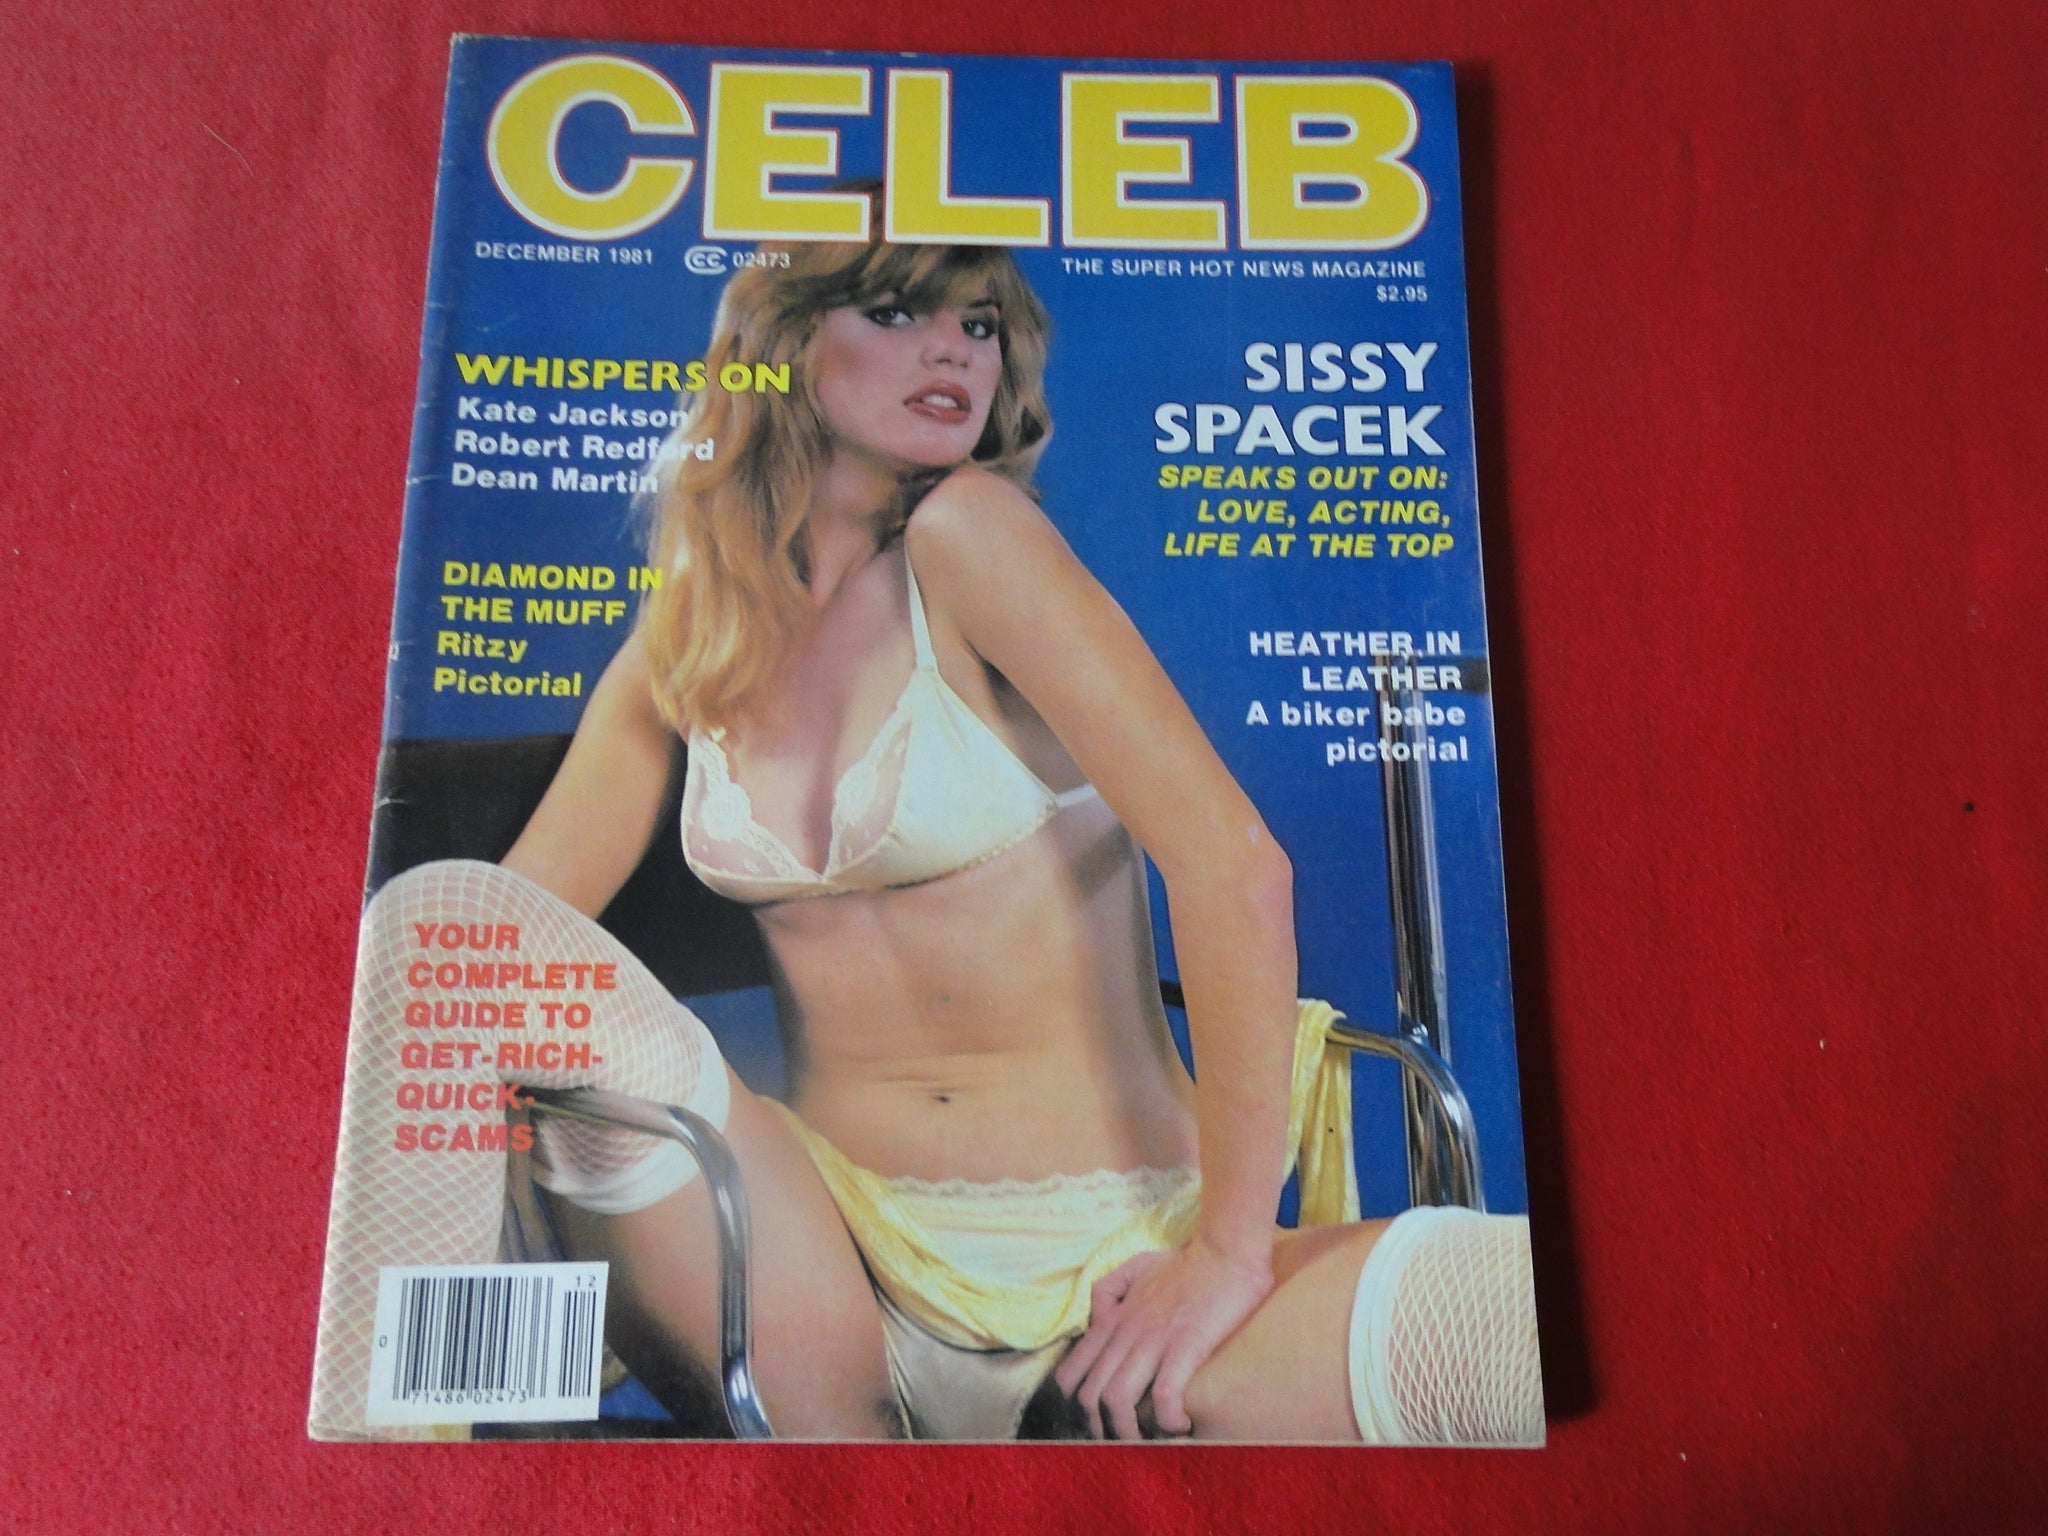 CELEB
DECEMBER 1981 CC 02473
THE SUPER HOT NEWS MAGAZINE
$2.95
WHISPERS ON
Kate Jackson
Robert Redford
Dean Martin
SISSY
SPACEK
SPEAKS OUT ON:
LOVE, ACTING,
LIFE AT THE TOP
DIAMOND IN
THE MUFF
Ritzy
Pictorial
HEATHER IN
LEATHER
A biker babe
pictorial
YOUR
COMPLETE
GUIDE TO
GET-RICH-
QUICK-
SCAMS
12
0
71486 02473